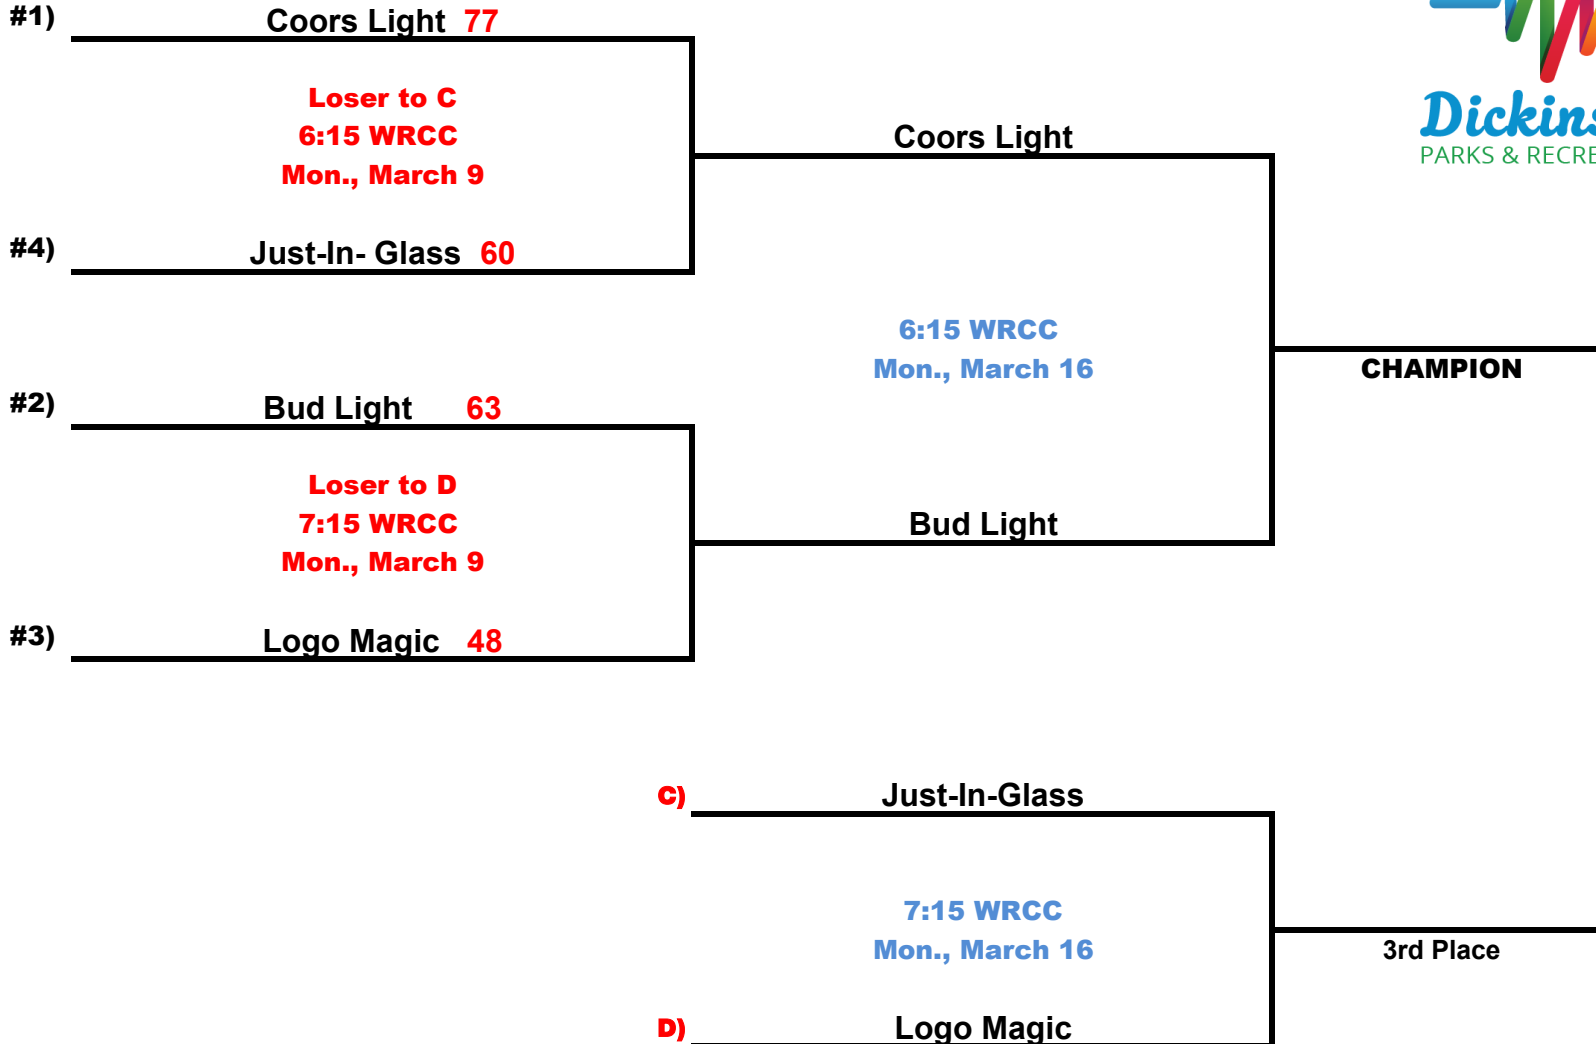 #1) Coors Light 77
Loser to C
6:15 WRCC
Mon., March 9
#4) Just-In- Glass 60
#2) Bud Light 63
Loser to D
7:15 WRCC
Mon., March 9
#3) Logo Magic 48
Coors Light
6:15 WRCC
Mon., March 16
Bud Light
CHAMPION
Dickins
PARKS & RECRE
C) Just-In-Glass
7:15 WRCC
Mon., March 16
D) Logo Magic
3rd Place